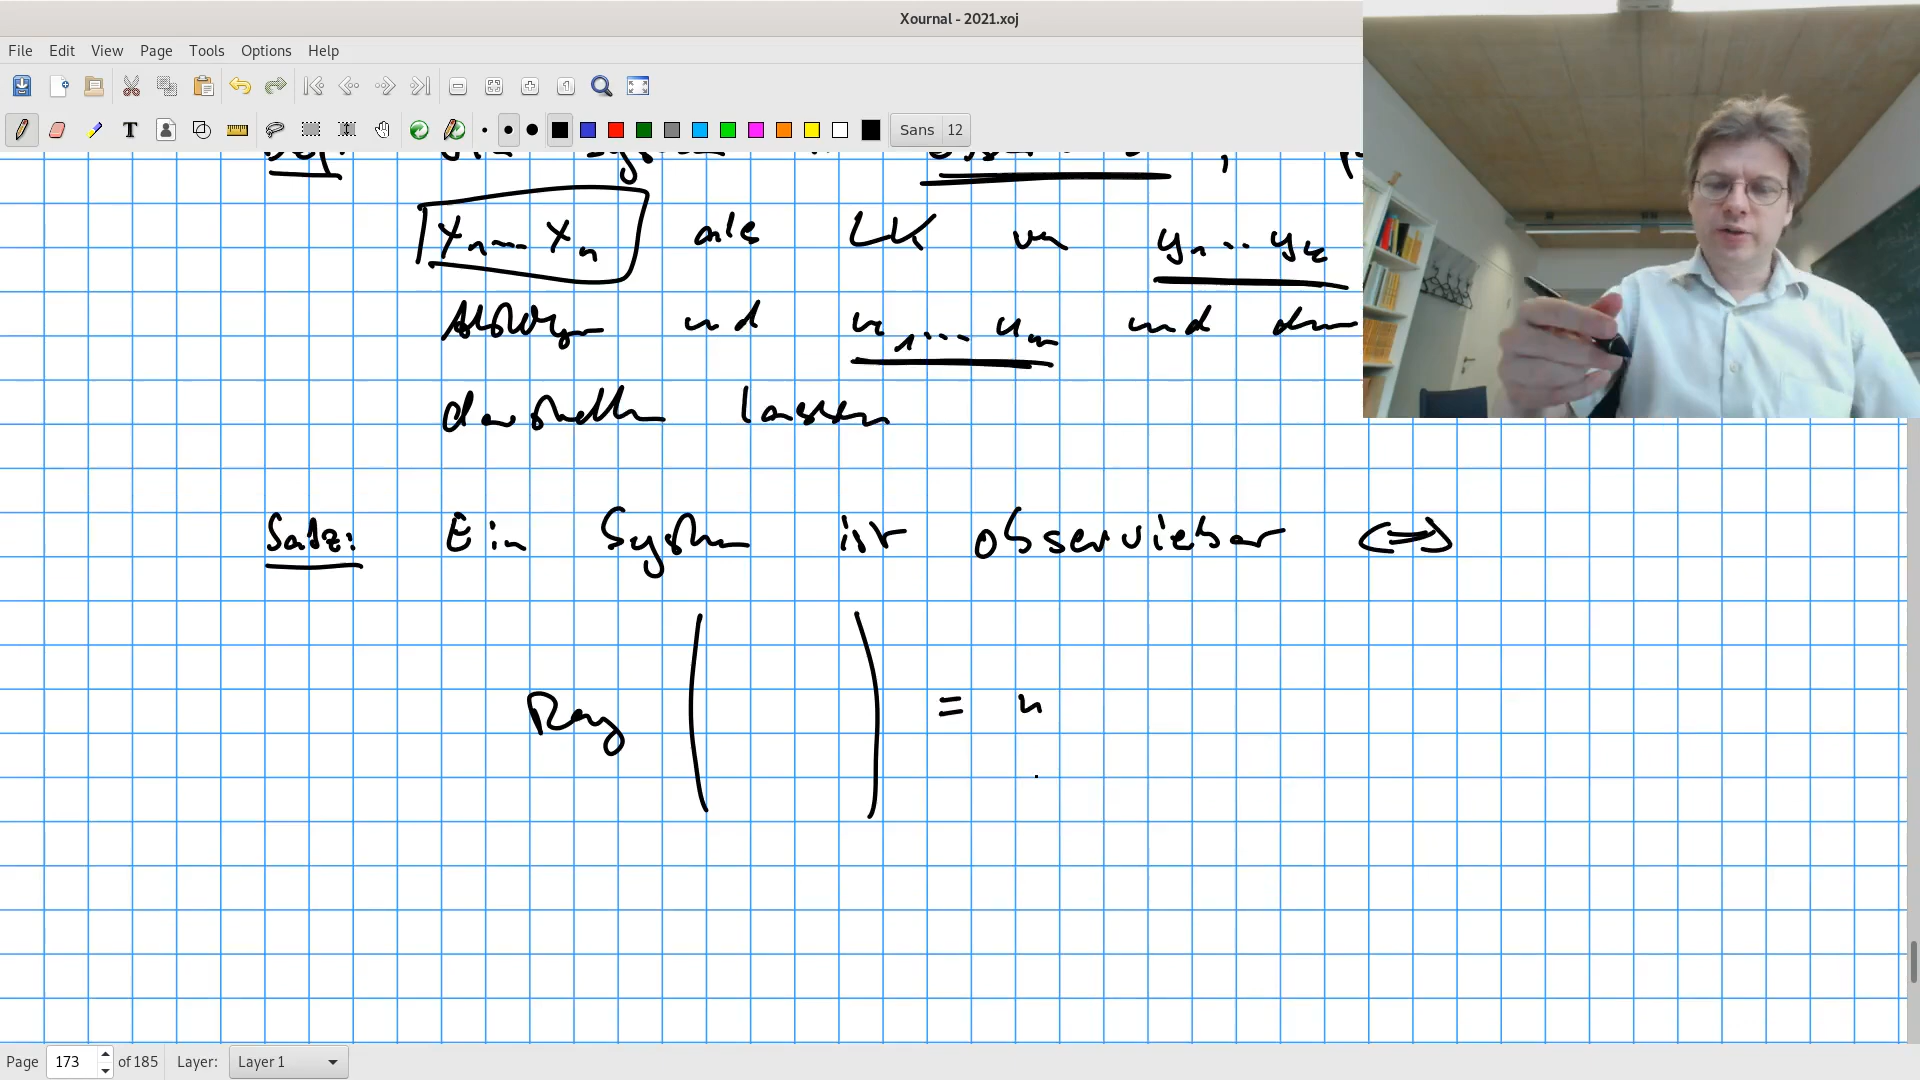 Xournal - 2021.xoj
File Edit View Page Tools Options Help
Sans 12
Def:
x1 ... xn als LK von y1 .. yk
Abltgn und u1 ... um und deren
darstellen lassen
Satz: Ein System ist observierbar <=>
Rang ( ) = n
Page 173 of 185 Layer: Layer 1